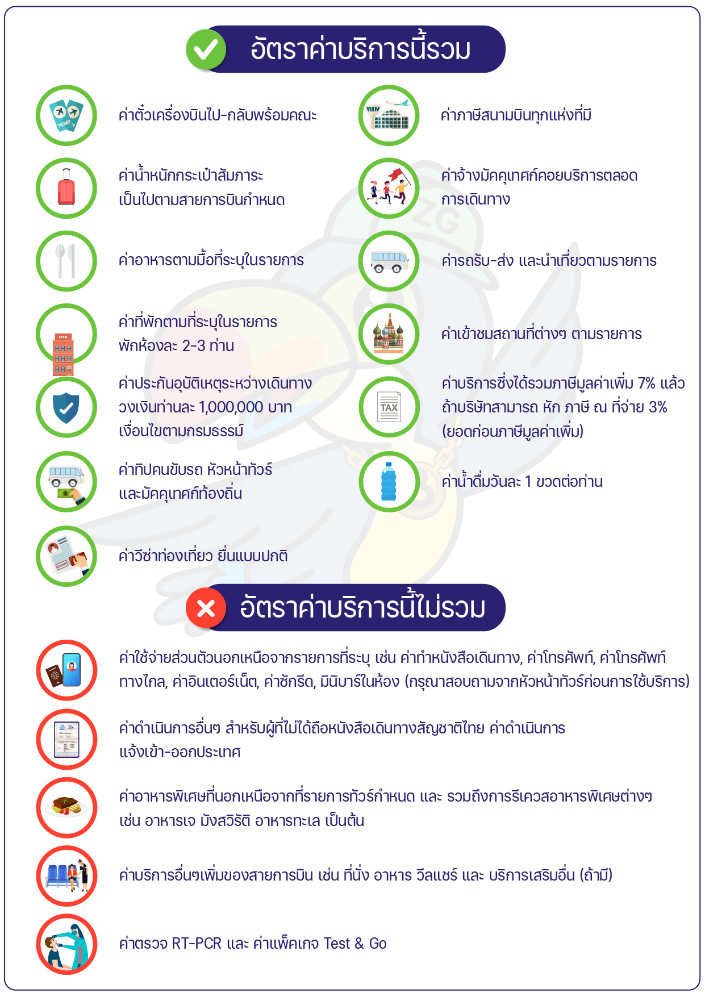 อัตราค่าบริการนี้รวม
ค่าตั๋วเครื่องบินไป-กลับพร้อมคณะ
ค่าภาษีสนามบินทุกแห่งที่มี
ค่าน้ำหนักกระเป๋าสัมภาระ
เป็นไปตามสายการบินกำหนด
ค่าจ้างมัคคุเทศก์คอยบริการตลอด
การเดินทาง
ค่าอาหารตามมื้อที่ระบุในรายการ
ค่ารถรับ-ส่ง และนำเที่ยวตามรายการ
ค่าที่พักตามที่ระบุในรายการ
พักห้องละ 2-3 ท่าน
ค่าเข้าชมสถานที่ต่างๆ ตามรายการ
ค่าประกันอุบัติเหตุระหว่างเดินทาง
วงเงินท่านละ 1,000,000 บาท
เงื่อนไขตามกรมธรรม์
TAX
ค่าบริการซึ่งได้รวมภาษีมูลค่าเพิ่ม 7% แล้ว
ถ้าบริษัทสามารถ หัก ภาษี ณ ที่จ่าย 3%
(ยอดก่อนภาษีมูลค่าเพิ่ม)
ค่าทิปคนขับรถ หัวหน้าทัวร์
และมัคคุเทศก์ท้องถิ่น
ค่าน้ำดื่มวันละ 1 ขวดต่อท่าน
ค่าวีซ่าท่องเที่ยว ยื่นแบบปกติ
ZG
อัตราค่าบริการนี้ไม่รวม
ค่าใช้จ่ายส่วนตัวนอกเหนือจากรายการที่ระบุ เช่น ค่าทำหนังสือเดินทาง, ค่าโทรศัพท์, ค่าโทรศัพท์
ทางไกล, ค่าอินเตอร์เน็ต, ค่าซักรีด, มินิบาร์ในห้อง (กรุณาสอบถามจากหัวหน้าทัวร์ก่อนการใช้บริการ)
ค่าดำเนินการอื่นๆ สำหรับผู้ที่ไม่ได้ถือหนังสือเดินทางสัญชาติไทย ค่าดำเนินการ
แจ้งเข้า-ออกประเทศ
ค่าอาหารพิเศษที่นอกเหนือจากที่รายการทัวร์กำหนด และ รวมถึงการรีเควสอาหารพิเศษต่างๆ
เช่น อาหารเจ มังสวิรัติ อาหารทะเล เป็นต้น
ค่าบริการอื่นๆเพิ่มของสายการบิน เช่น ที่นั่ง อาหาร วีลแชร์ และ บริการเสริมอื่น (ถ้ามี)
ค่าตรวจ RT-PCR และ ค่าแพ็คเกจ Test & Go